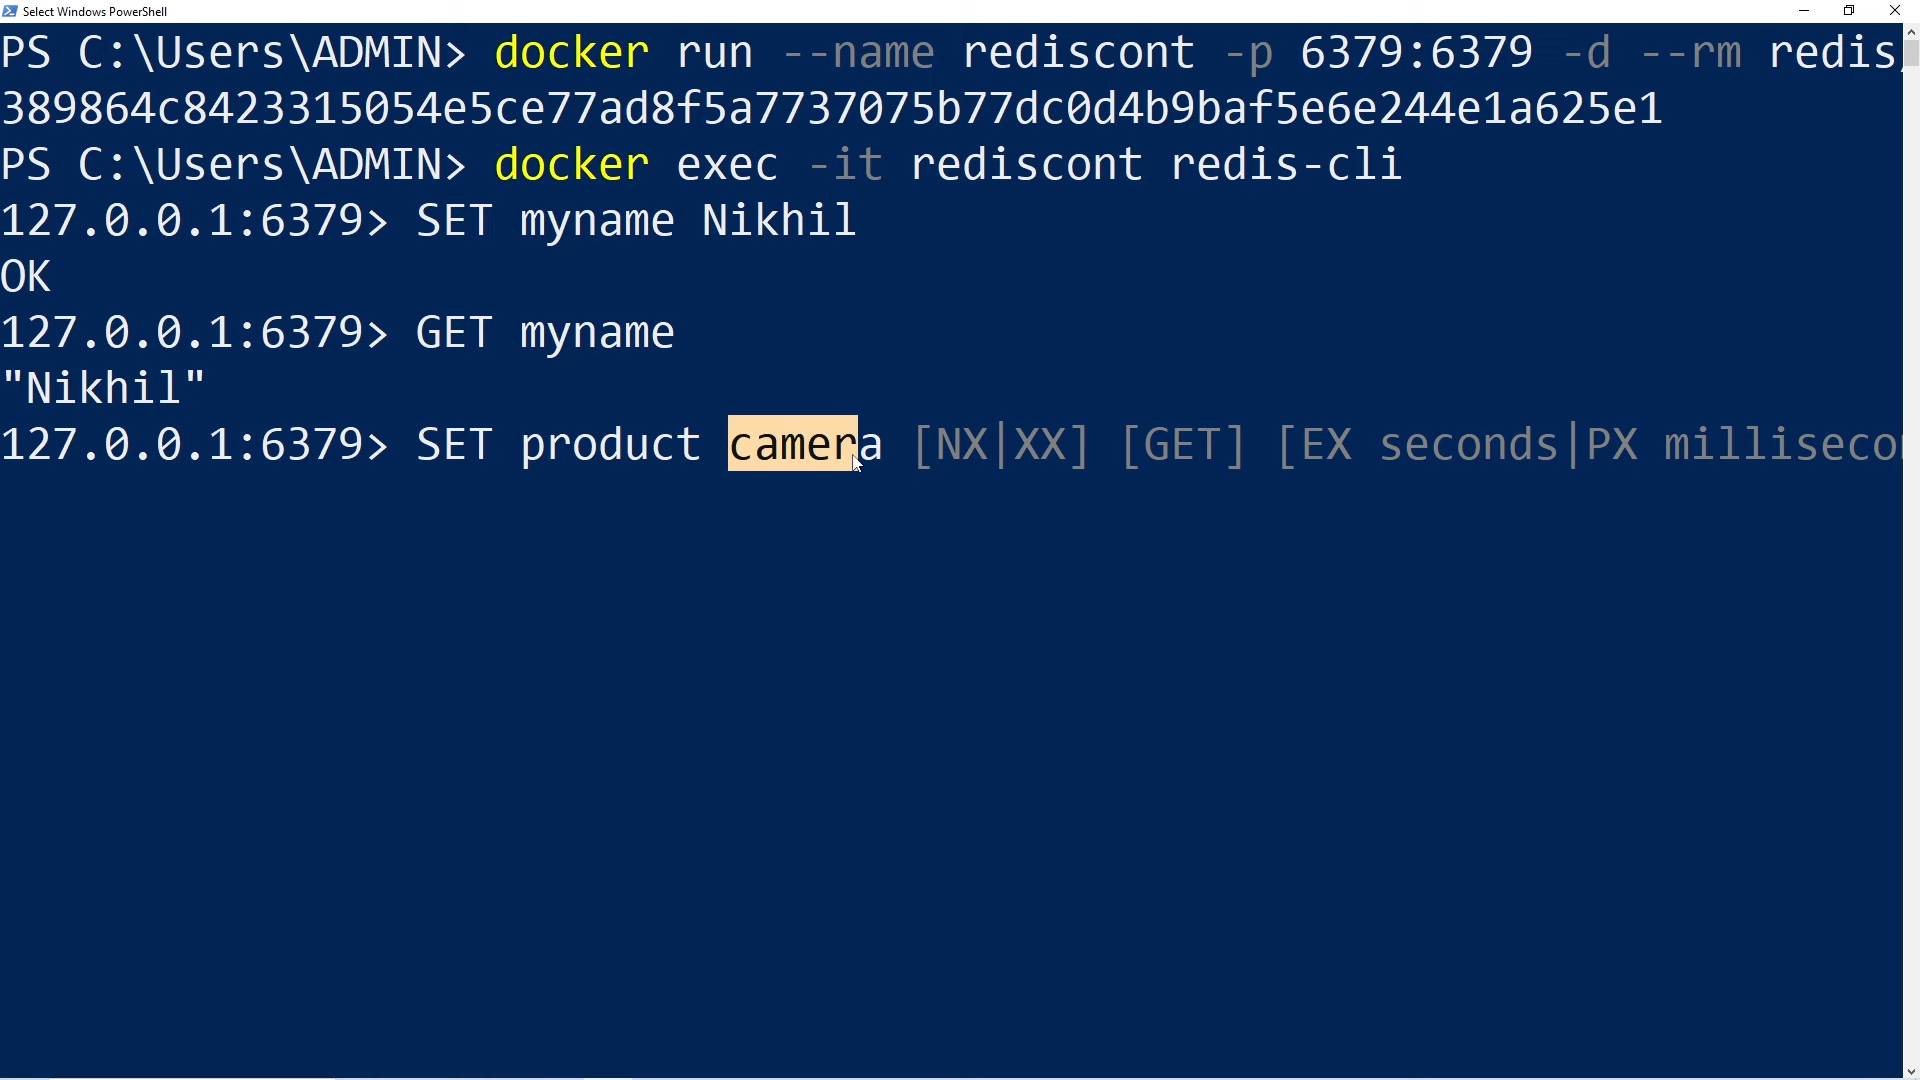 Select Windows PowerShell
PS C:\Users\ADMIN> docker run --name rediscont -p 6379:6379 -d --rm redis
389864c8423315054e5ce77ad8f5a7737075b77dc0d4b9baf5e6e244e1a625e1
PS C:\Users\ADMIN> docker exec -it rediscont redis-cli
127.0.0.1:6379> SET myname Nikhil
OK
127.0.0.1:6379> GET myname
"Nikhil"
127.0.0.1:6379> SET product camera [NX|XX] [GET] [EX seconds|PX millisecon